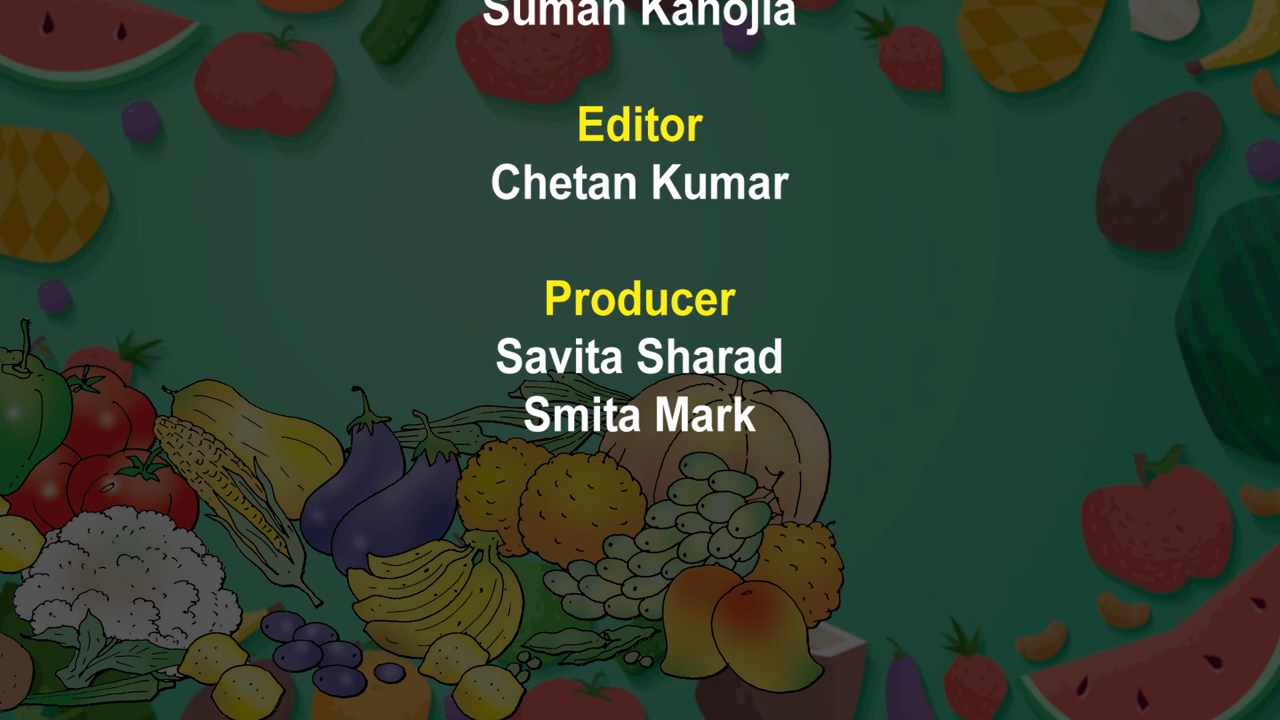 Suman Kanojia
Editor
Chetan Kumar
Producer
Savita Sharad
Smita Mark